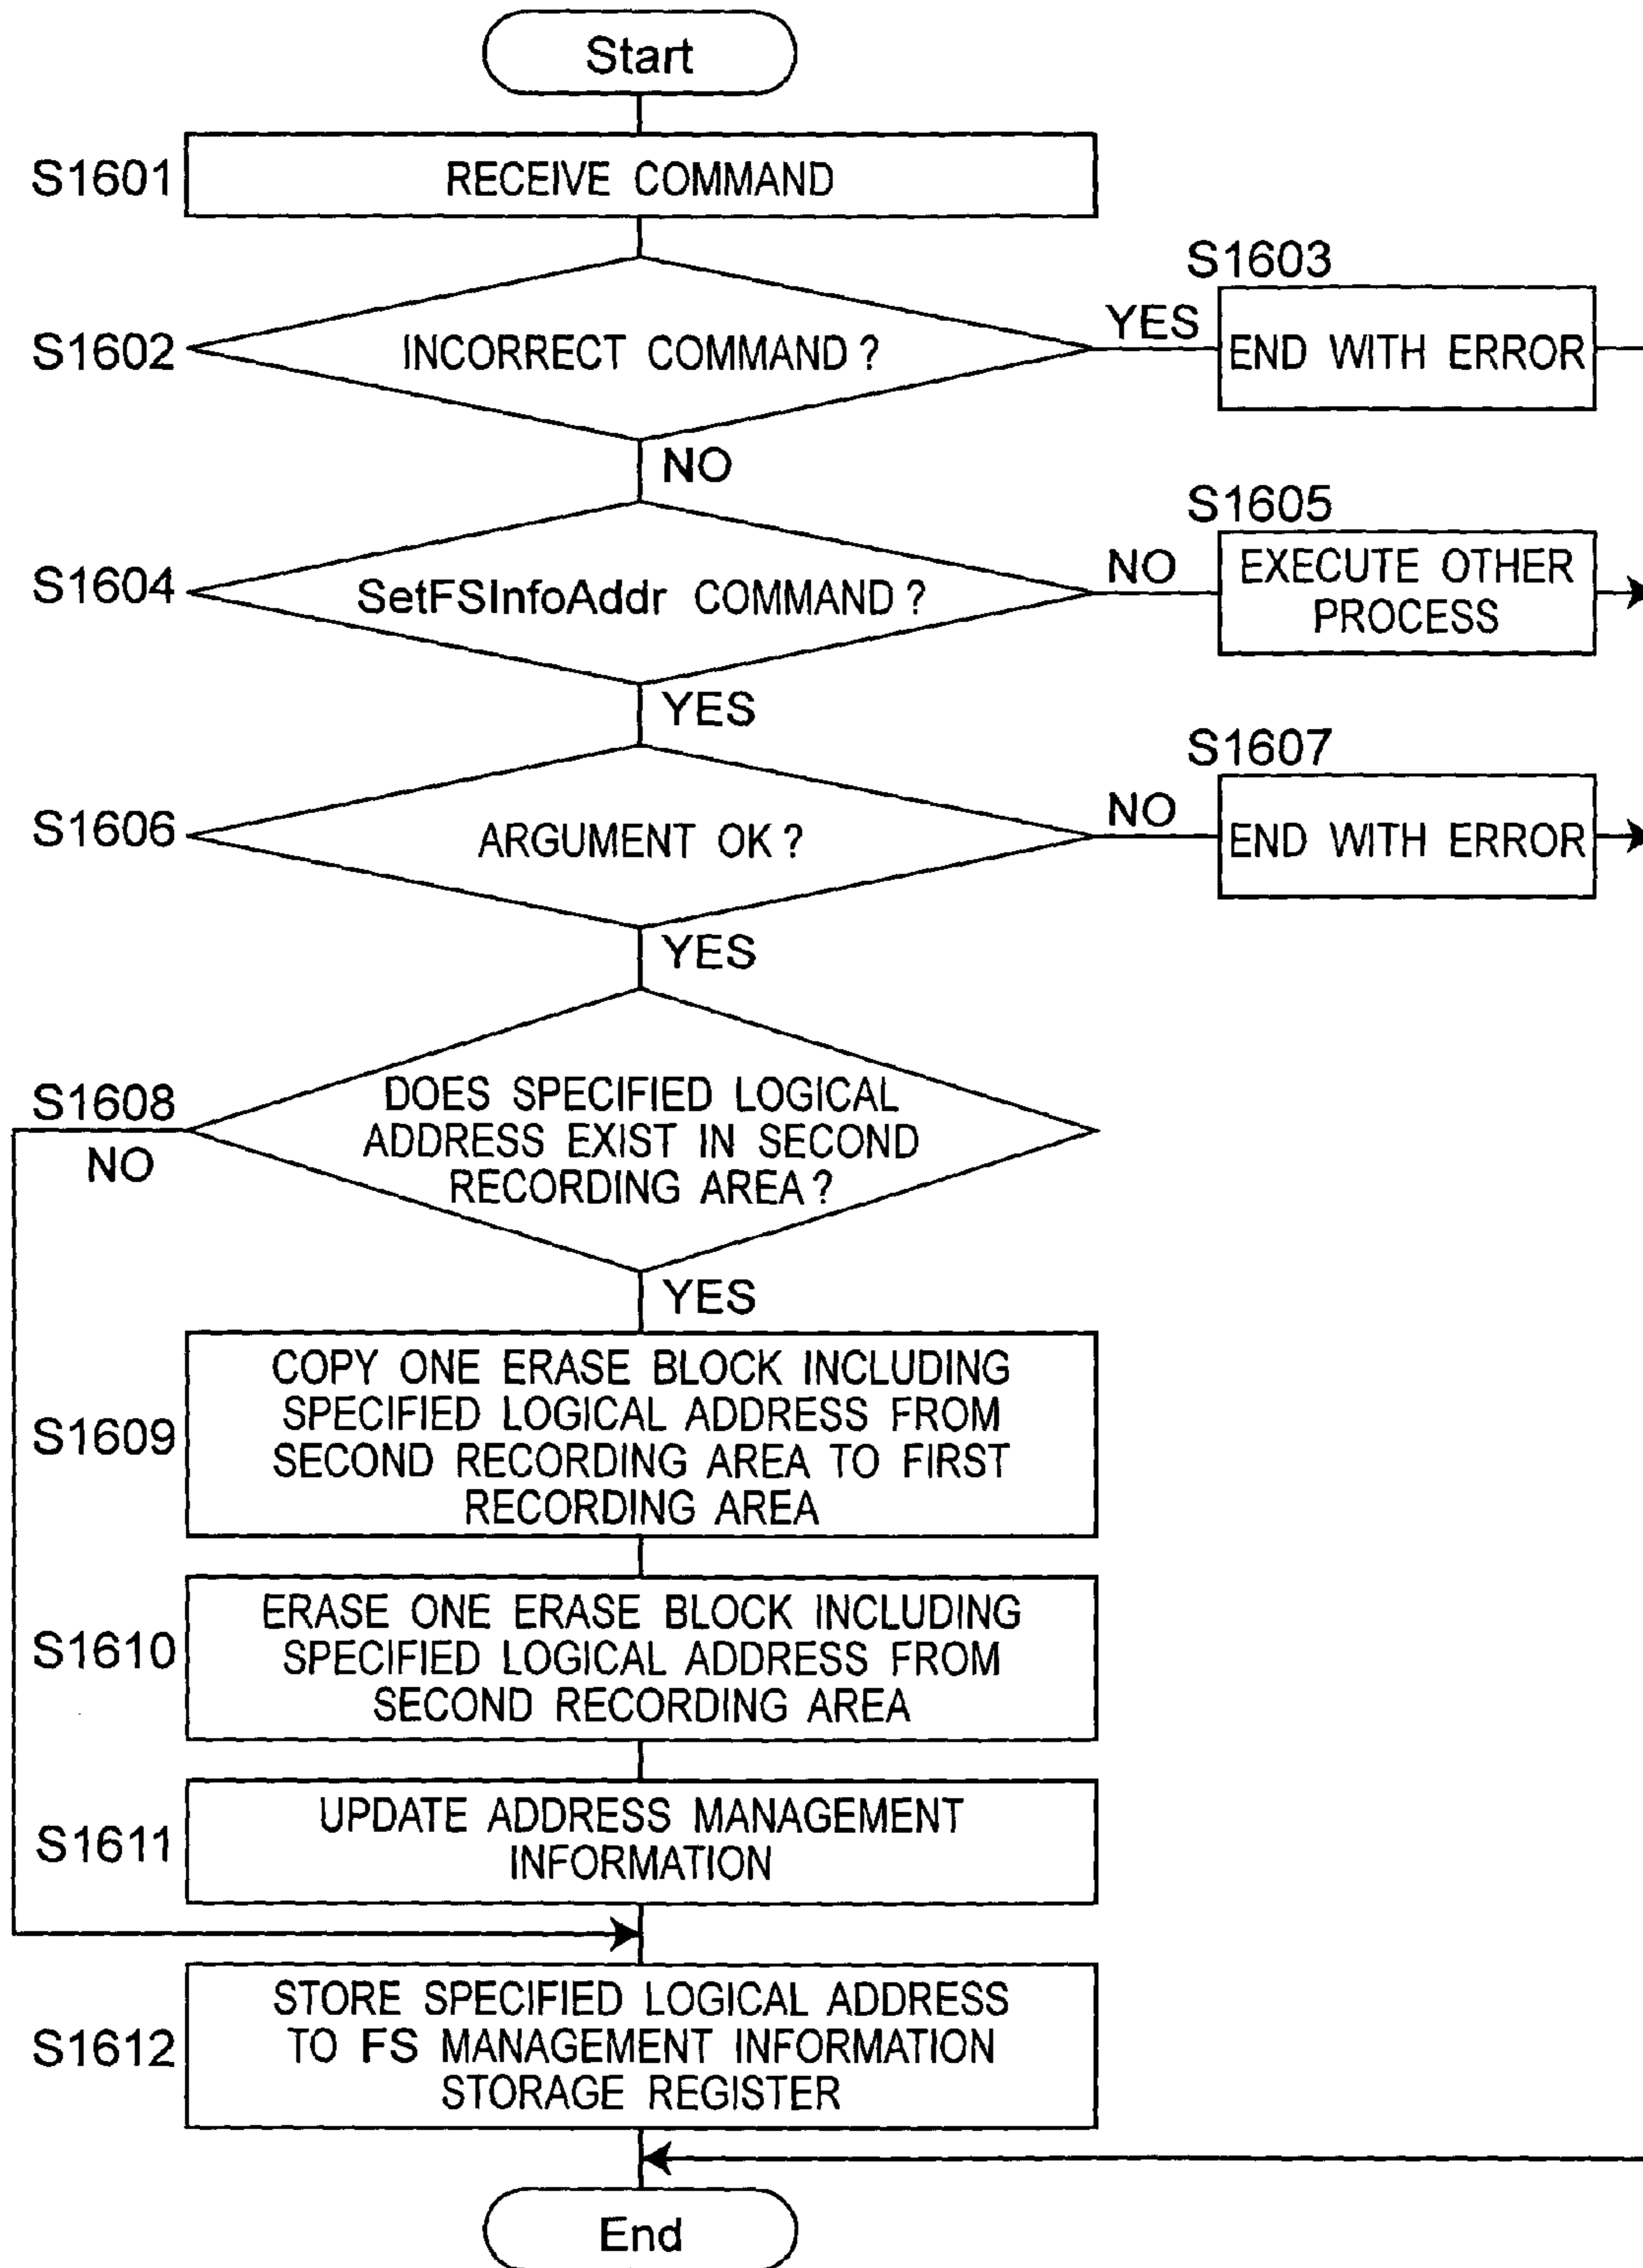 Start
S1601
RECEIVE COMMAND
S1602
INCORRECT COMMAND ?
YES
S1603
END WITH ERROR
NO
S1604
SetFSInfoAddr COMMAND ?
NO
S1605
EXECUTE OTHER
PROCESS
YES
S1606
ARGUMENT OK ?
NO
S1607
END WITH ERROR
YES
S1608
NO
DOES SPECIFIED LOGICAL
ADDRESS EXIST IN SECOND
RECORDING AREA ?
YES
S1609
COPY ONE ERASE BLOCK INCLUDING
SPECIFIED LOGICAL ADDRESS FROM
SECOND RECORDING AREA TO FIRST
RECORDING AREA
S1610
ERASE ONE ERASE BLOCK INCLUDING
SPECIFIED LOGICAL ADDRESS FROM
SECOND RECORDING AREA
S1611
UPDATE ADDRESS MANAGEMENT
INFORMATION
S1612
STORE SPECIFIED LOGICAL ADDRESS
TO FS MANAGEMENT INFORMATION
STORAGE REGISTER
End